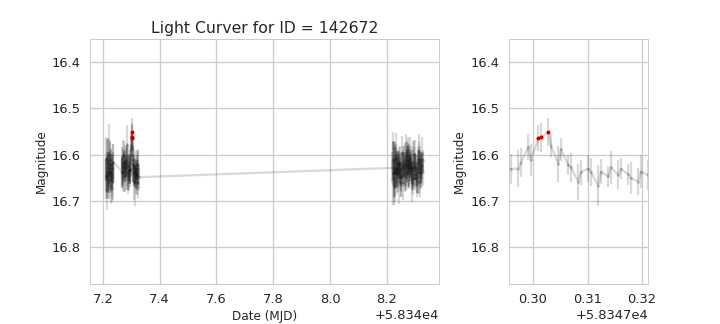 Light Curver for ID = 142672
16.4
16.5
16.6
16.7
16.8
Magnitude
7.2 7.4 7.6 7.8 8.0 8.2
Date (MJD)
+5.834e4
16.4
16.5
16.6
16.7
16.8
Magnitude
0.30 0.31 0.32
+5.8347e4